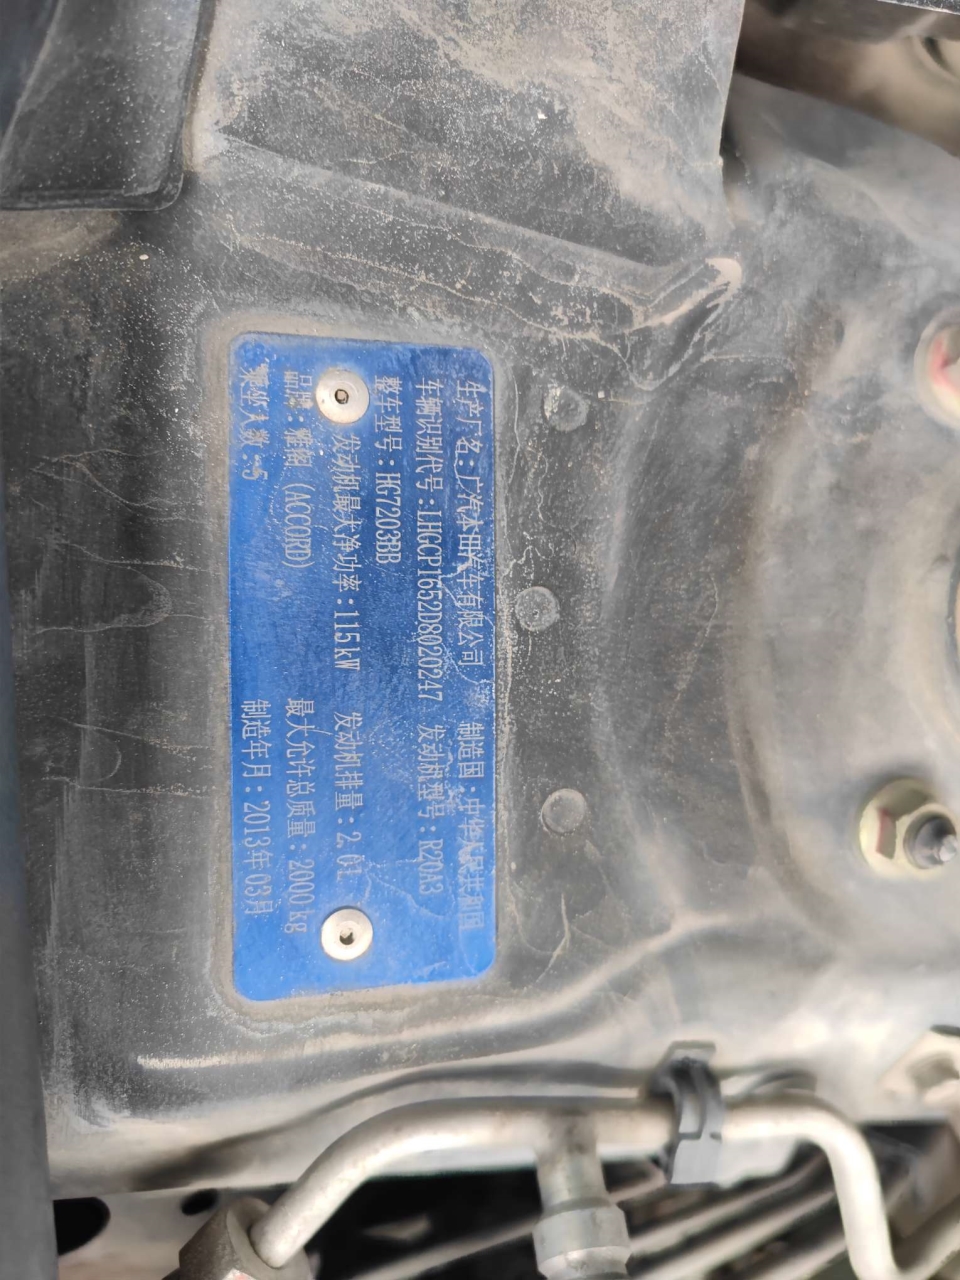 生产厂名:广汽本田汽车有限公司 制造国:中华人民共和国
车辆识别代号:LHGCP1652D8020247 发动机型号:R20A3
整车型号:HG7203BB
发动机最大净功率:115kW 发动机排量:2.0L
品牌:雅阁 (ACCORD) 最大允许总质量:2000kg
乘坐人数:5 制造年月:2013年03月